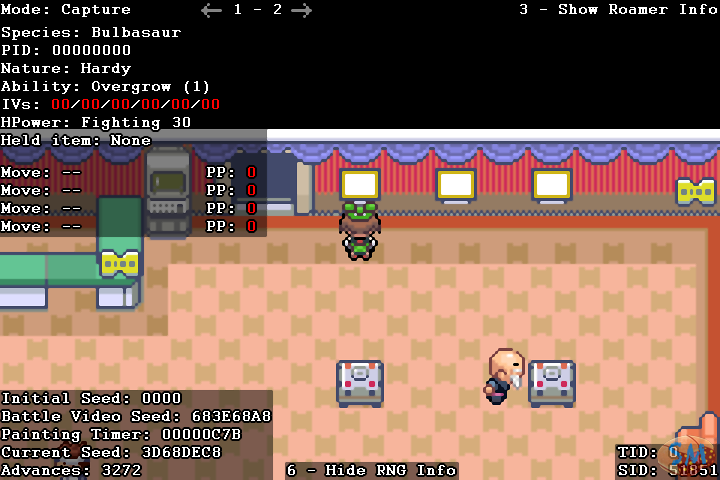 Mode: Capture
1 - 2
3 - Show Roamer Info
Species: Bulbasaur
PID: 00000000
Nature: Hardy
Ability: Overgrow (1)
IVs: 00/00/00/00/00/00
HPower: Fighting 30
Held item: None
Move: -- PP: 0
Move: -- PP: 0
Move: -- PP: 0
Move: -- PP: 0
Initial Seed: 0000
Battle Video Seed: 683E68A8
Painting Timer: 00000C7B
Current Seed: 3D68DEC8
Advances: 3272
6 - Hide RNG Info
TID:
SID: 51851
SM